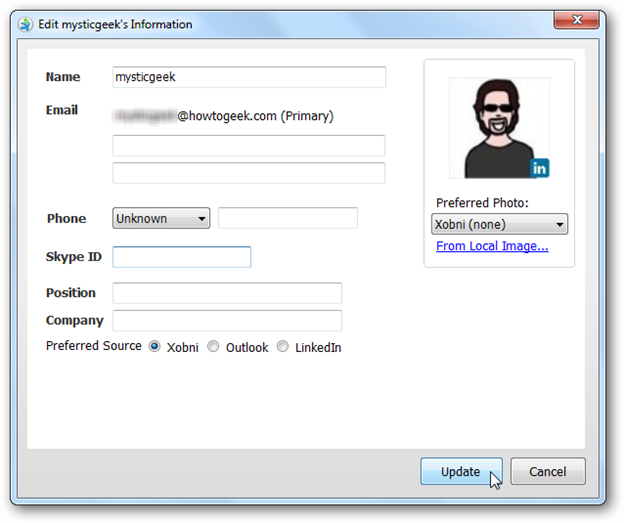 Edit mysticgeek's Information
Name mysticgeek
Email @howtogeek.com (Primary)
Preferred Photo:
Xobni (none)
From Local Image...
Phone Unknown
Skype ID
Position
Company
Preferred Source Xobni Outlook LinkedIn
Update Cancel
in